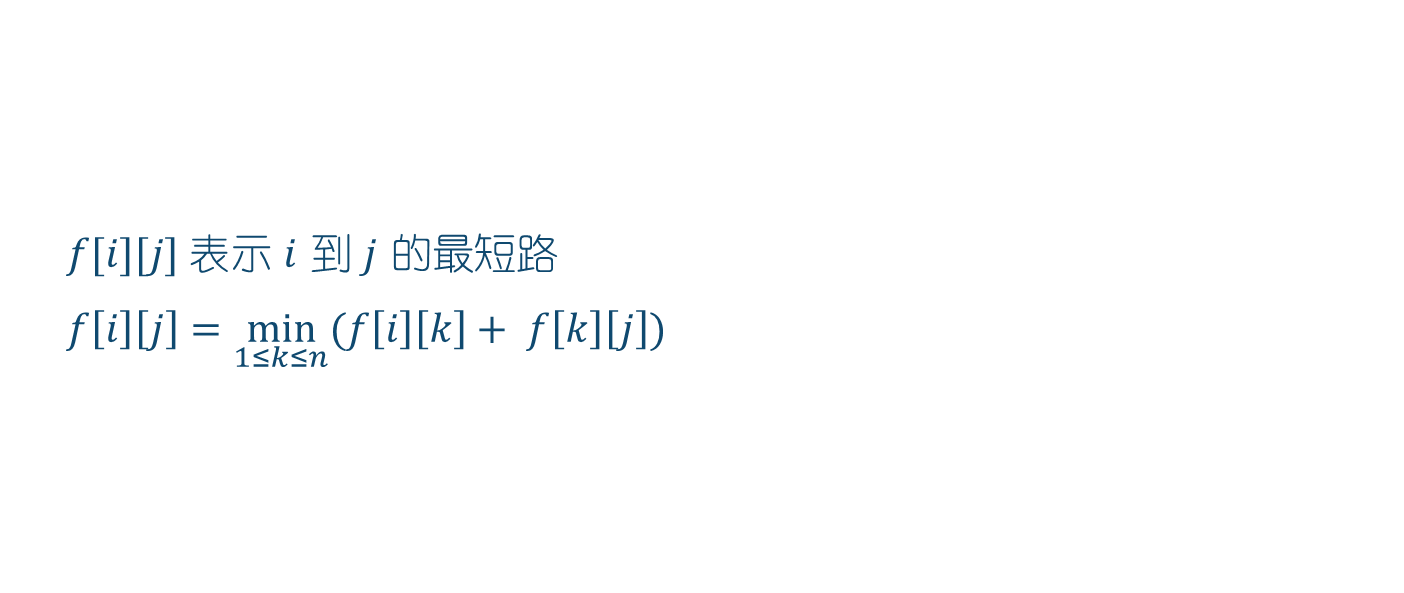 f[i][j] 表示 i 到 j 的最短路
f[i][j] = min_{1≤k≤n} (f[i][k] + f[k][j])